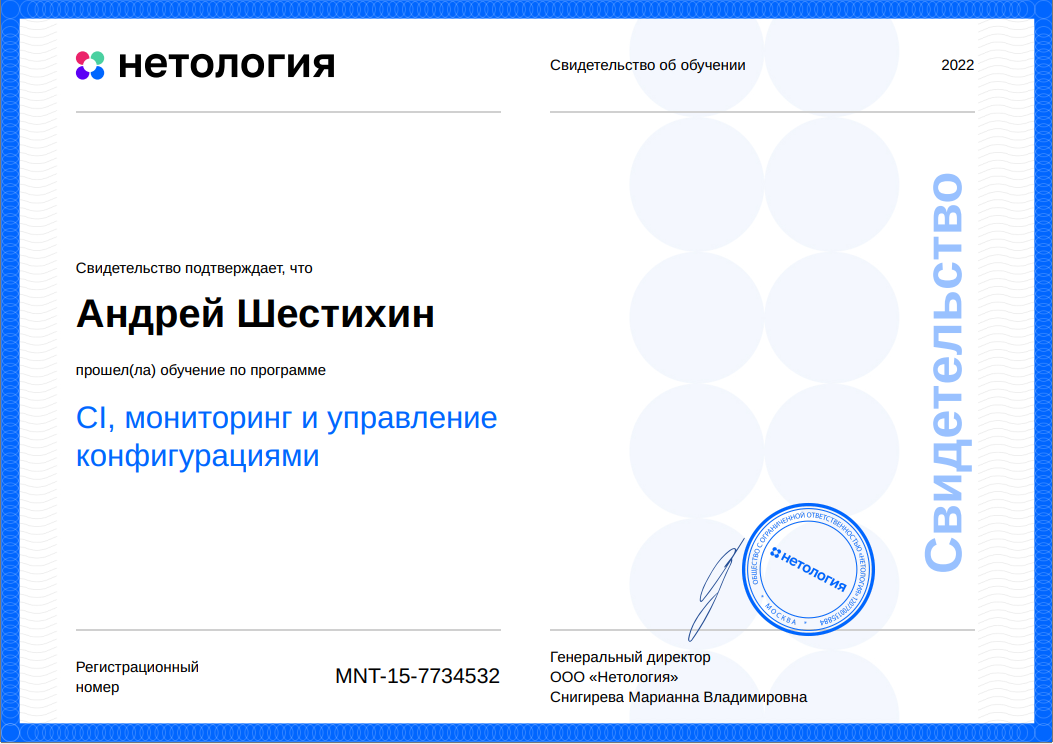 нетология
Свидетельство об обучении
2022
Свидетельство подтверждает, что
Андрей Шестихин
прошел(ла) обучение по программе
CI, мониторинг и управление
конфигурациями
Свидетельство
ОБЩЕСТВО С ОГРАНИЧЕННОЙ ОТВЕТСТВЕННОСТЬЮ «НЕТОЛОГИЯ»
* МОСКВА *
нетология
Регистрационный
номер
MNT-15-7734532
Генеральный директор
ООО «Нетология»
Снигирева Марианна Владимировна